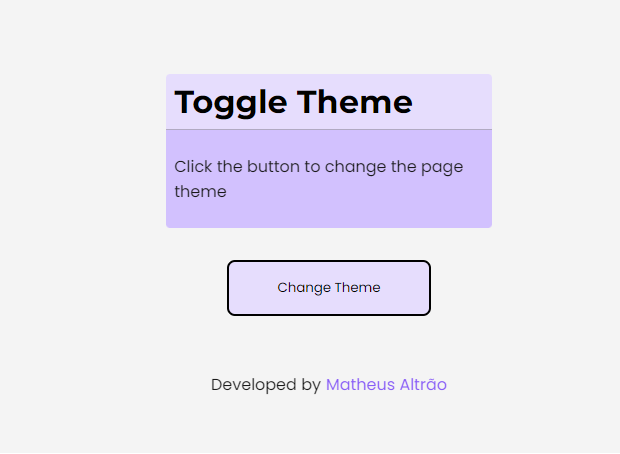 Toggle Theme
Click the button to change the page
theme
Change Theme
Developed by Matheus Altrão